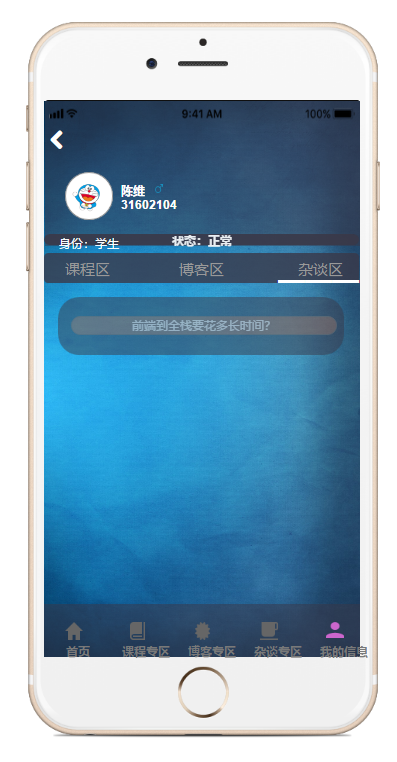 9:41 AM 100%
陈维 ♂
31602104
身份：学生 状态：正常
课程区 博客区 杂谈区
前端到全栈要花多长时间？
首页 课程专区 博客专区 杂谈专区 我的信息